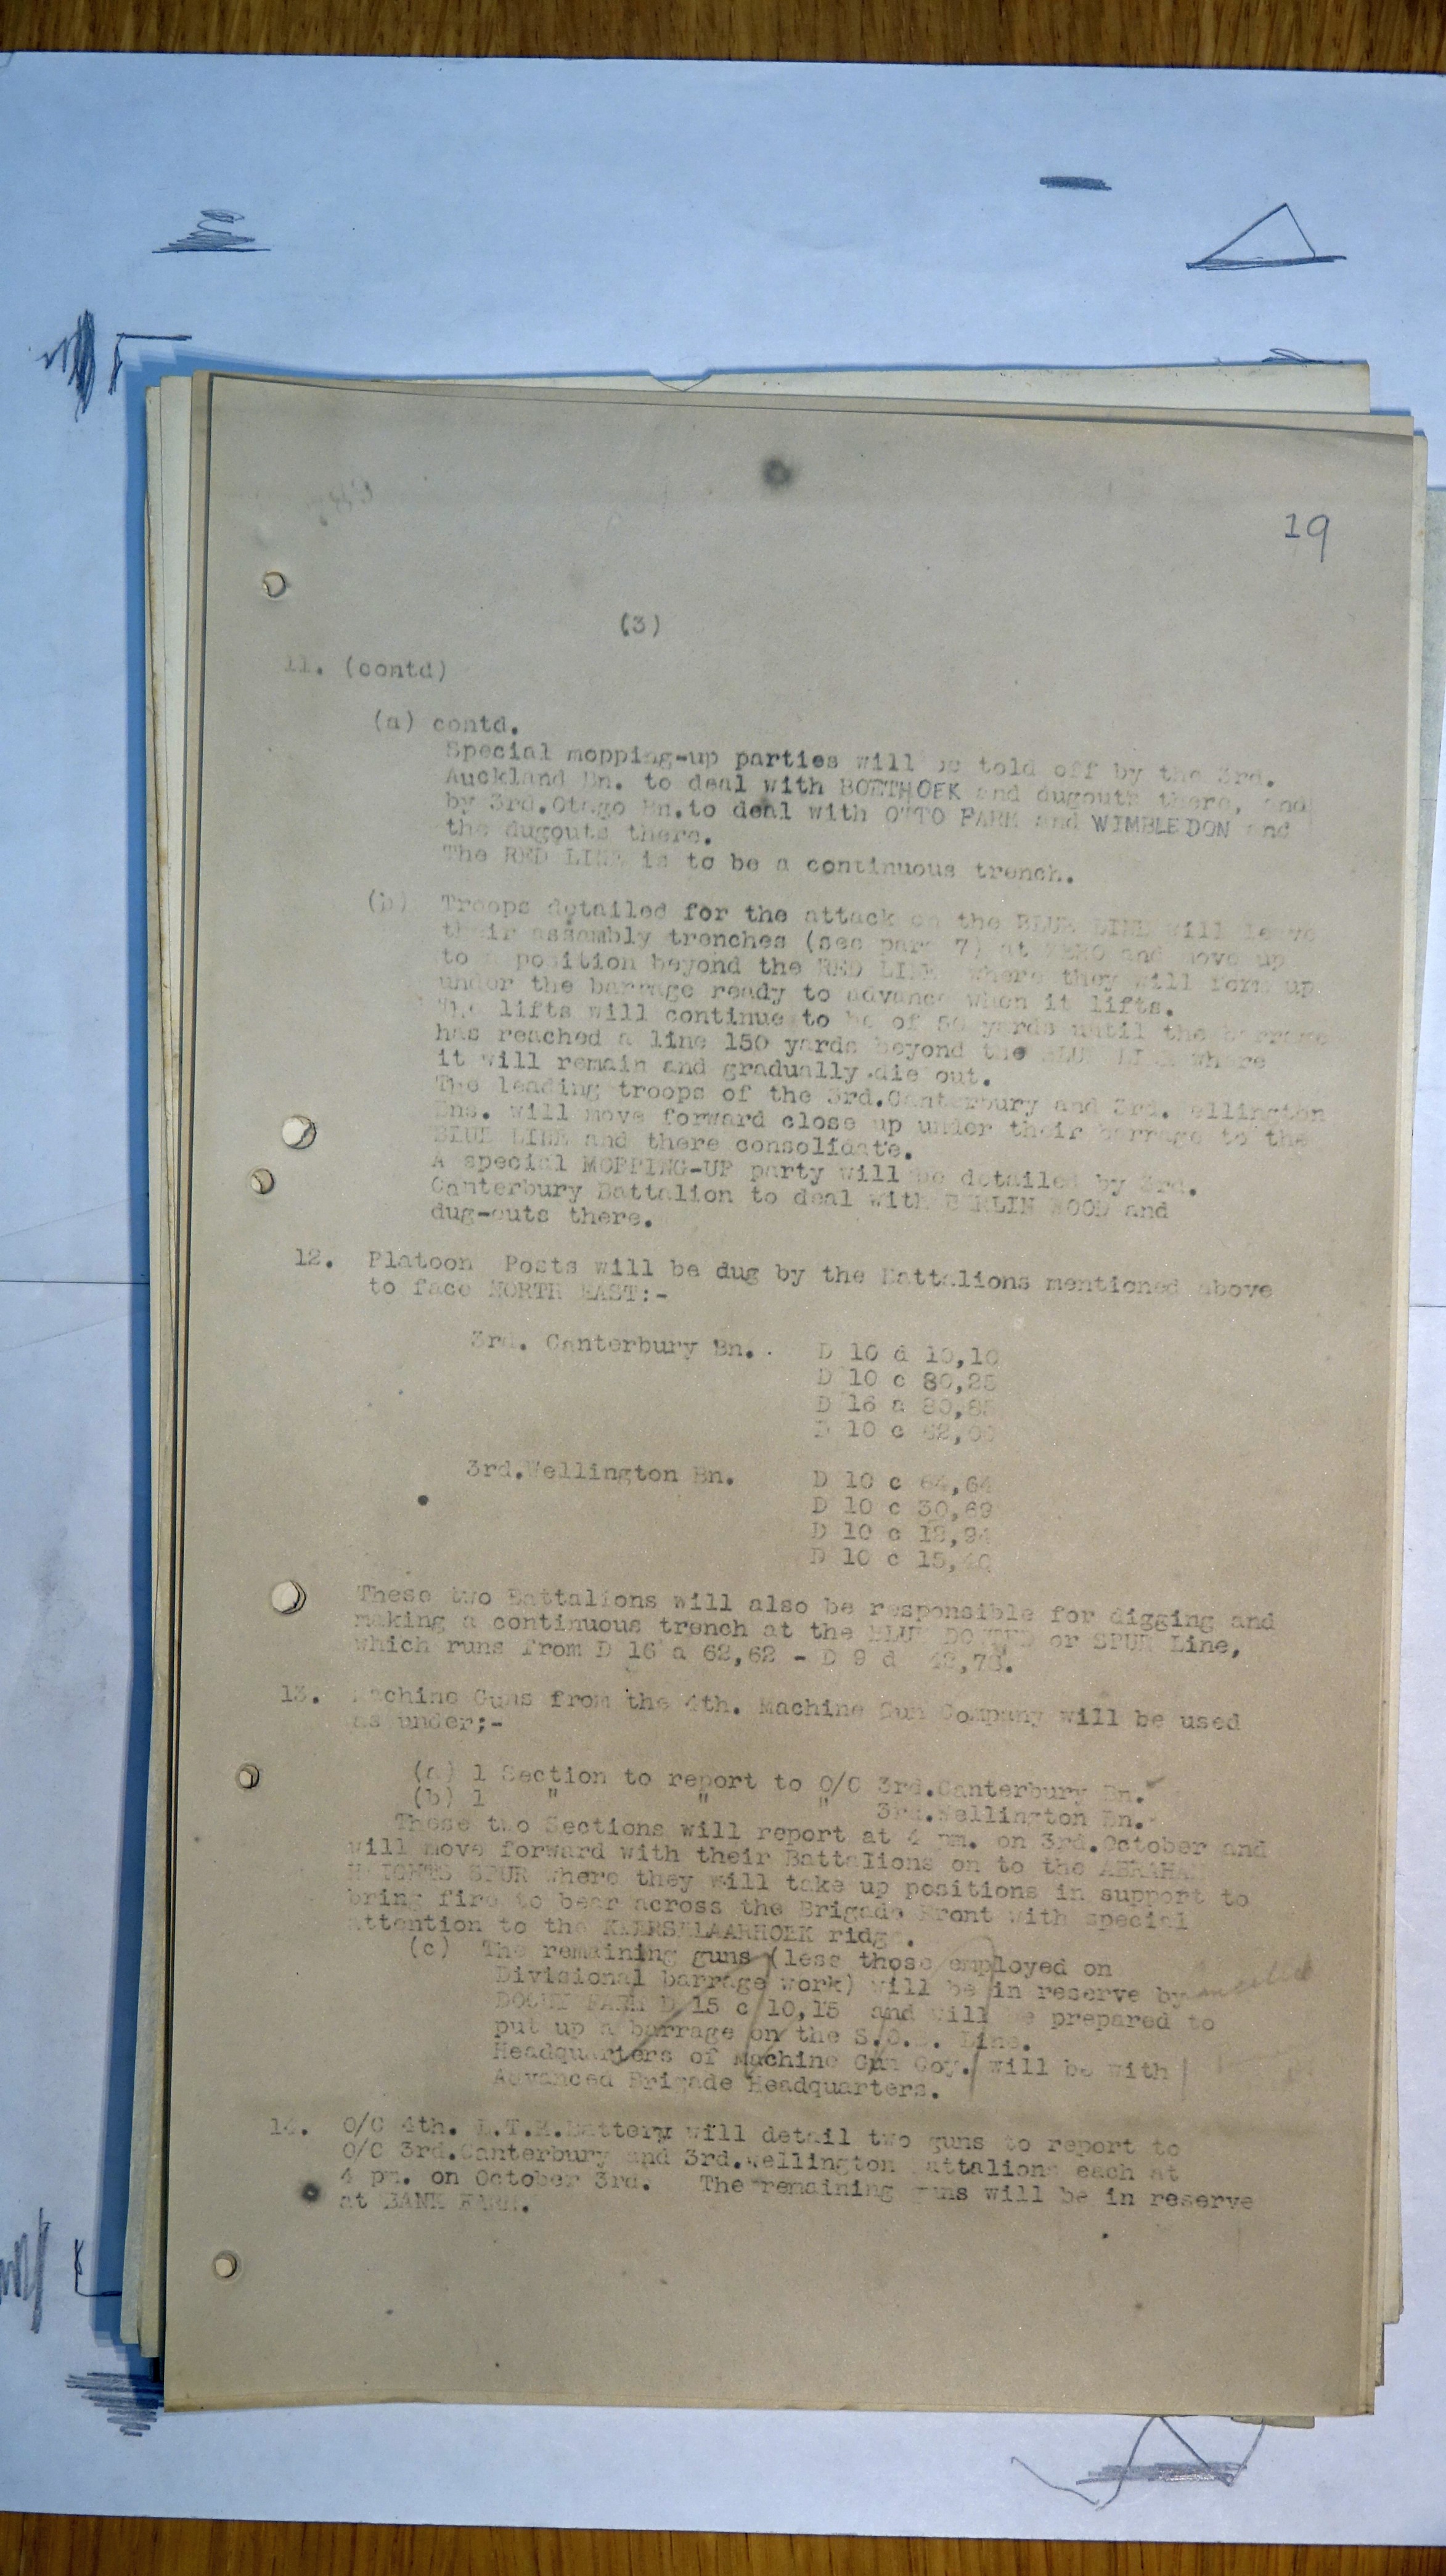 19
(3)
11. (contd)
(a) contd.
Special mopping-up parties will be told off by the 3rd.
Auckland Bn. to deal with BOETHOEK and dugouts there, and
by 3rd.Otago Bn.to deal with OTTO FARM and WIMBLEDON and
the dugouts there.
The RED LINE is to be a continuous trench.
(b) Troops detailed for the attack on the BLUE LINE will leave
their assembly trenches (see para 7) at ZERO and move up
to a position beyond the RED LINE where they will form up
under the barrage ready to advance when it lifts.
The lifts will continue to be of 50 yards until the barrage
has reached a line 150 yards beyond the BLUE LINE where
it will remain and gradually die out.
The leading troops of the 3rd.Canterbury and 3rd. Wellington
Bns. will move forward close up under their barrage to the
BLUE LINE and there consolidate.
A special MOPPING-UP party will be detailed by 3rd.
Canterbury Battalion to deal with BERLIN WOOD and
dug-outs there.
12. Platoon Posts will be dug by the Battalions mentioned above
to face NORTH EAST:-
3rd. Canterbury Bn. . D 10 d 10,10
D 10 c 80,25
D 16 a 80,85
D 10 c
3rd.Wellington Bn. D 10 c 64,64
D 10 c 30,69
D 10 c 18,94
D 10 c
These two Battalions will also be responsible for digging and
making a continuous trench at the BLUE DOTTED or SPUR Line,
which runs from D 16 a 62,62 - D 9 d
13. Machine Guns from the 4th. Machine Gun Company will be used
as under;-
(a) 1 Section to report to O/C 3rd.Canterbury Bn.
(b) 1 " " " 3rd.Wellington Bn.
These two Sections will report at 4 pm. on 3rd.October and
will move forward with their Battalions on to the ABRAHAM
HEIGHTS SPUR where they will take up positions in support to
bring fire to bear across the Brigade Front with special
attention to the KEERSELAARHOEK ridge.
(c) The remaining guns (less those employed on
Divisional barrage work) will be in reserve by cancelled
DOCHY FARM D 15 c 10,15 and will be prepared to
put up a barrage on the S.O.S. Line.
Headquarters of Machine Gun Coy. will be with
Advanced Brigade Headquarters.
14. O/C 4th. L.T.M.Battery will detail two guns to report to
O/C 3rd.Canterbury and 3rd.Wellington Battalions each at
4 pm. on October 3rd. The remaining guns will be in reserve
at BANK FARM.